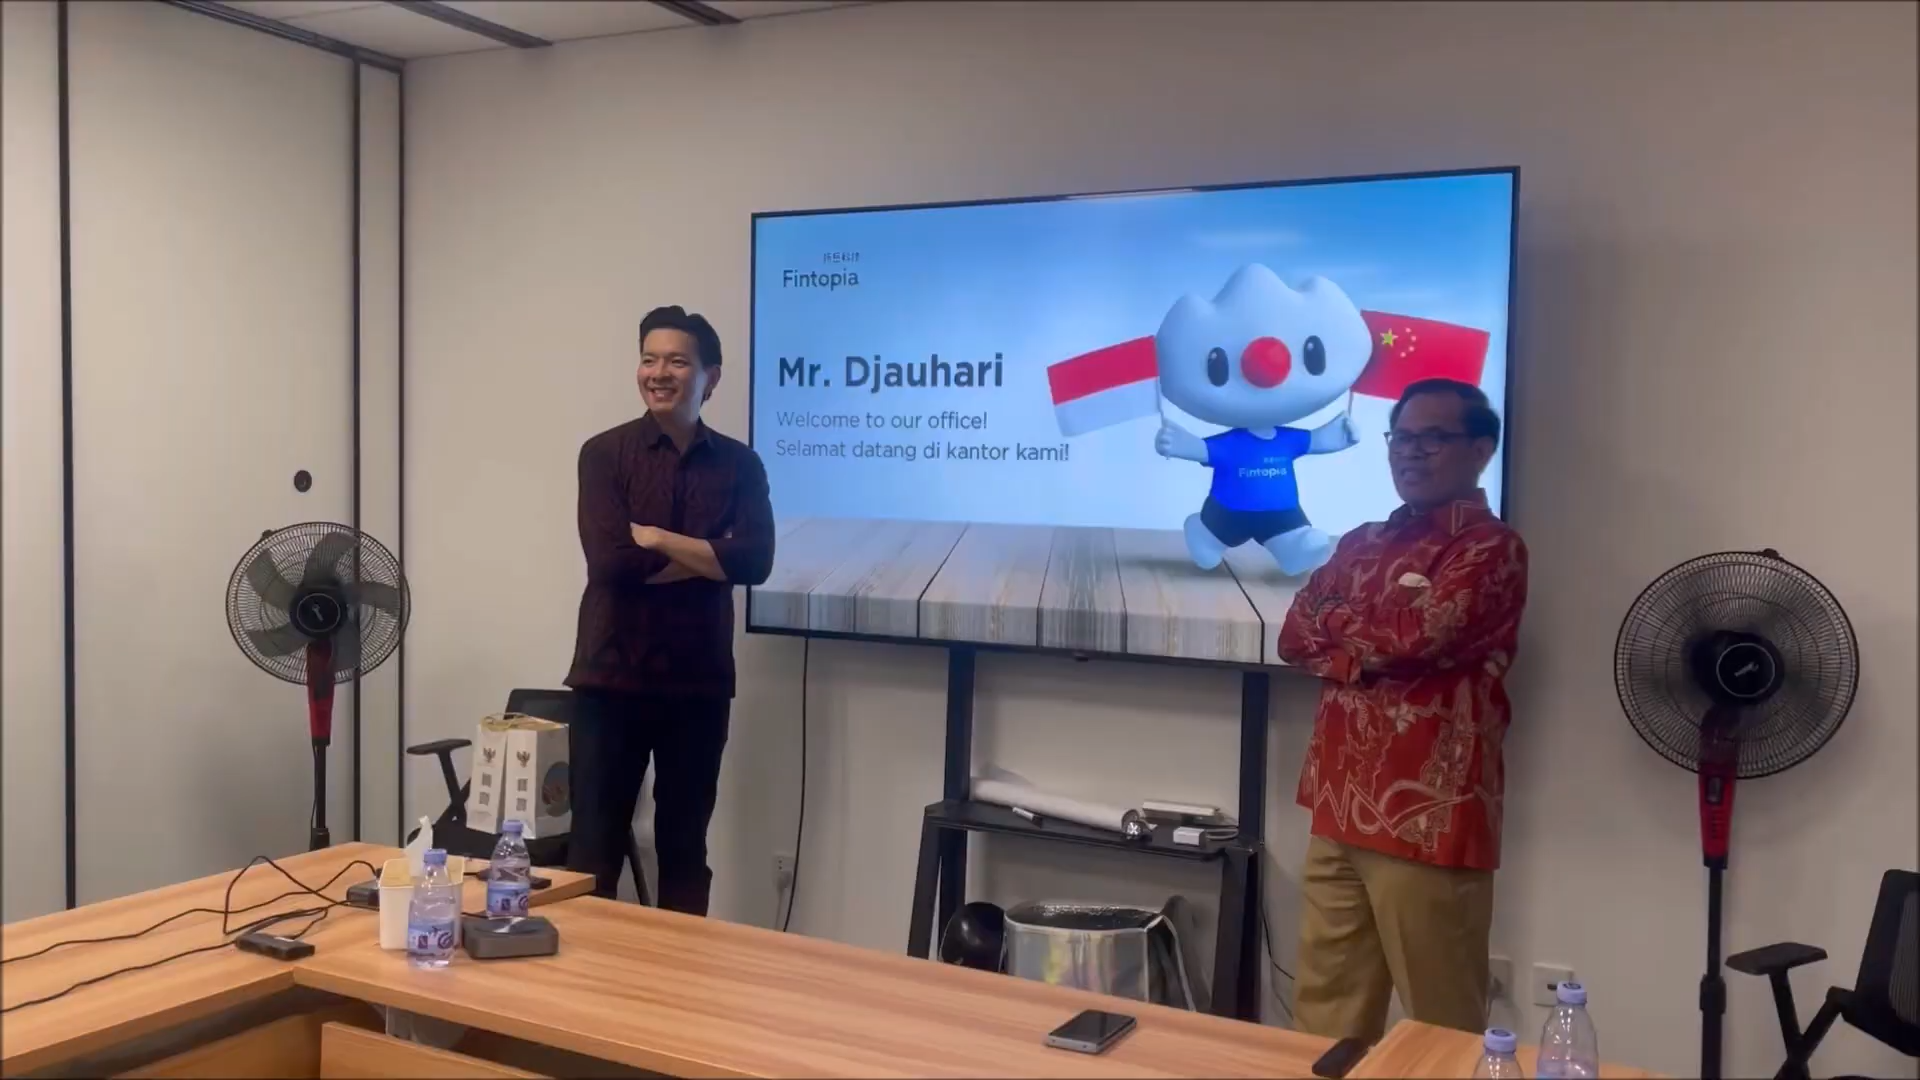 Fintopia
Mr. Djauhari
Welcome to our office!
Selamat datang di kantor kami!
Fintopia